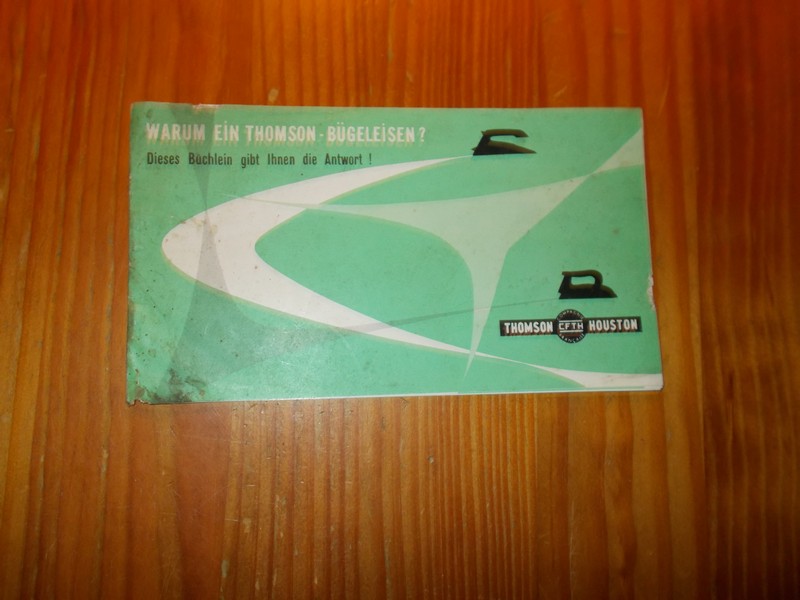 WARUM EIN THOMSON-BÜGELEISEN?
Dieses Büchlein gibt Ihnen die Antwort !
THOMSON CFTH HOUSTON